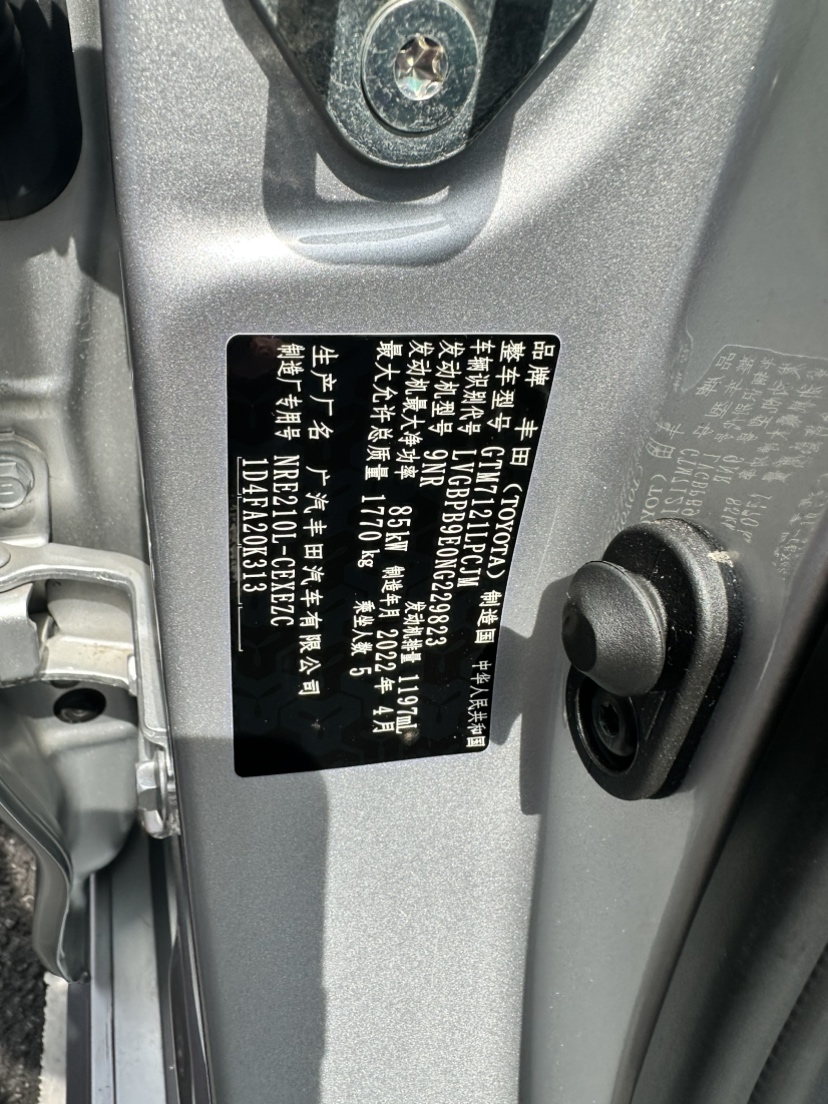 品牌 丰田（TOYOTA） 制造国 中华人民共和国
整车型号 GTM7121LPCJM
车辆识别代号 LVGBPB9E0NG229823
发动机型号 9NR 发动机排量 1197mL
发动机最大净功率 85kW 制造年月 2022年 4月
最大允许总质量 1770 kg 乘坐人数 5
生产厂名 广汽丰田汽车有限公司
制造厂专用号 NRE210L-CEXEZC
1D4FA20K313